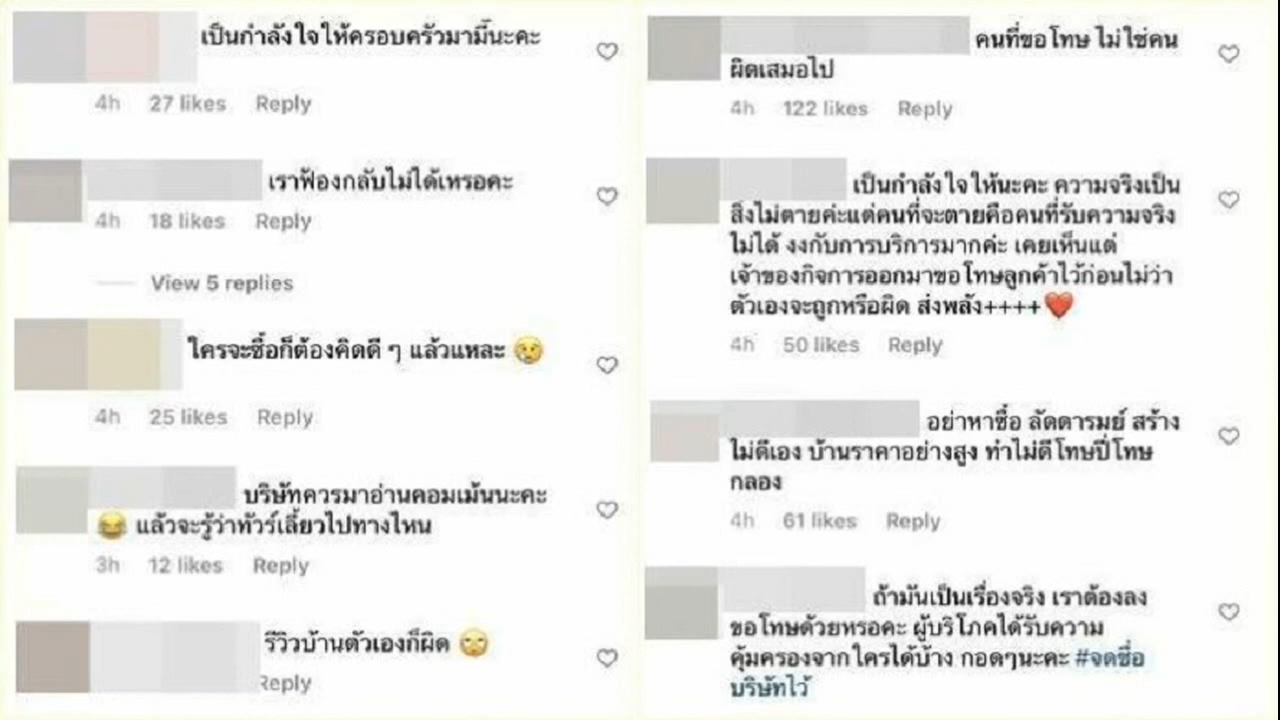 เป็นกำลังใจให้ครอบครัวมามี๊นะคะ
4h 27 likes Reply
เราฟ้องกลับไม่ได้เหรอคะ
4h 18 likes Reply
View 5 replies
ใครจะซื้อก็ต้องคิดดี ๆ แล้วแหละ 😢
4h 25 likes Reply
บริษัทควรมาอ่านคอมเม้นนะคะ
😂 แล้วจะรู้ว่าทัวร์เลี้ยวไปทางไหน
3h 12 likes Reply
รีวิวบ้านตัวเองก็ผิด 🙄
Reply
คนที่ขอโทษ ไม่ใช่คน
ผิดเสมอไป
4h 122 likes Reply
เป็นกำลังใจให้นะคะ ความจริงเป็น
สิ่งไม่ตายค่ะแต่คนที่จะตายคือคนที่รับความจริง
ไม่ได้ งงกับการบริการมากค่ะ เคยเห็นแต่
เจ้าของกิจการออกมาขอโทษลูกค้าไว้ก่อนไม่ว่า
ตัวเองจะถูกหรือผิด ส่งพลัง++++❤️
4h 50 likes Reply
อย่าหาซื้อ ลัดดารมย์ สร้าง
ไม่ดีเอง บ้านราคาอย่างสูง ทำไม่ดีโทษปี่โทษ
กลอง
4h 61 likes Reply
ถ้ามันเป็นเรื่องจริง เราต้องลง
ขอโทษด้วยหรอคะ ผู้บริโภคได้รับความ
คุ้มครองจากใครได้บ้าง กอดๆนะคะ #จดชื่อ
บริษัทไว้